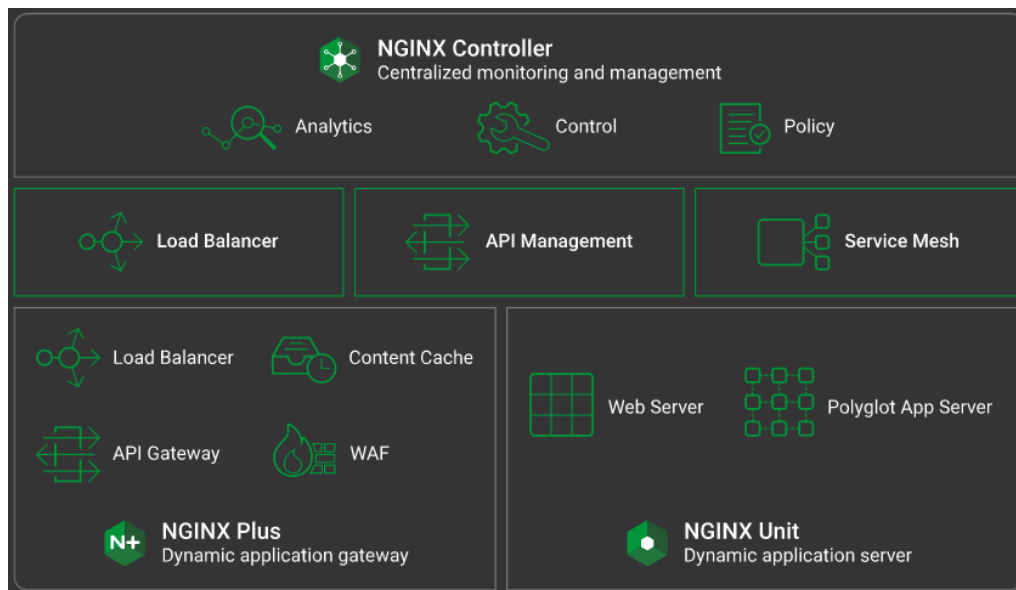 NGINX Controller
Centralized monitoring and management
Analytics
Control
Policy
Load Balancer
API Management
Service Mesh
Load Balancer
Content Cache
API Gateway
WAF
N+
NGINX Plus
Dynamic application gateway
Web Server
Polyglot App Server
NGINX Unit
Dynamic application server